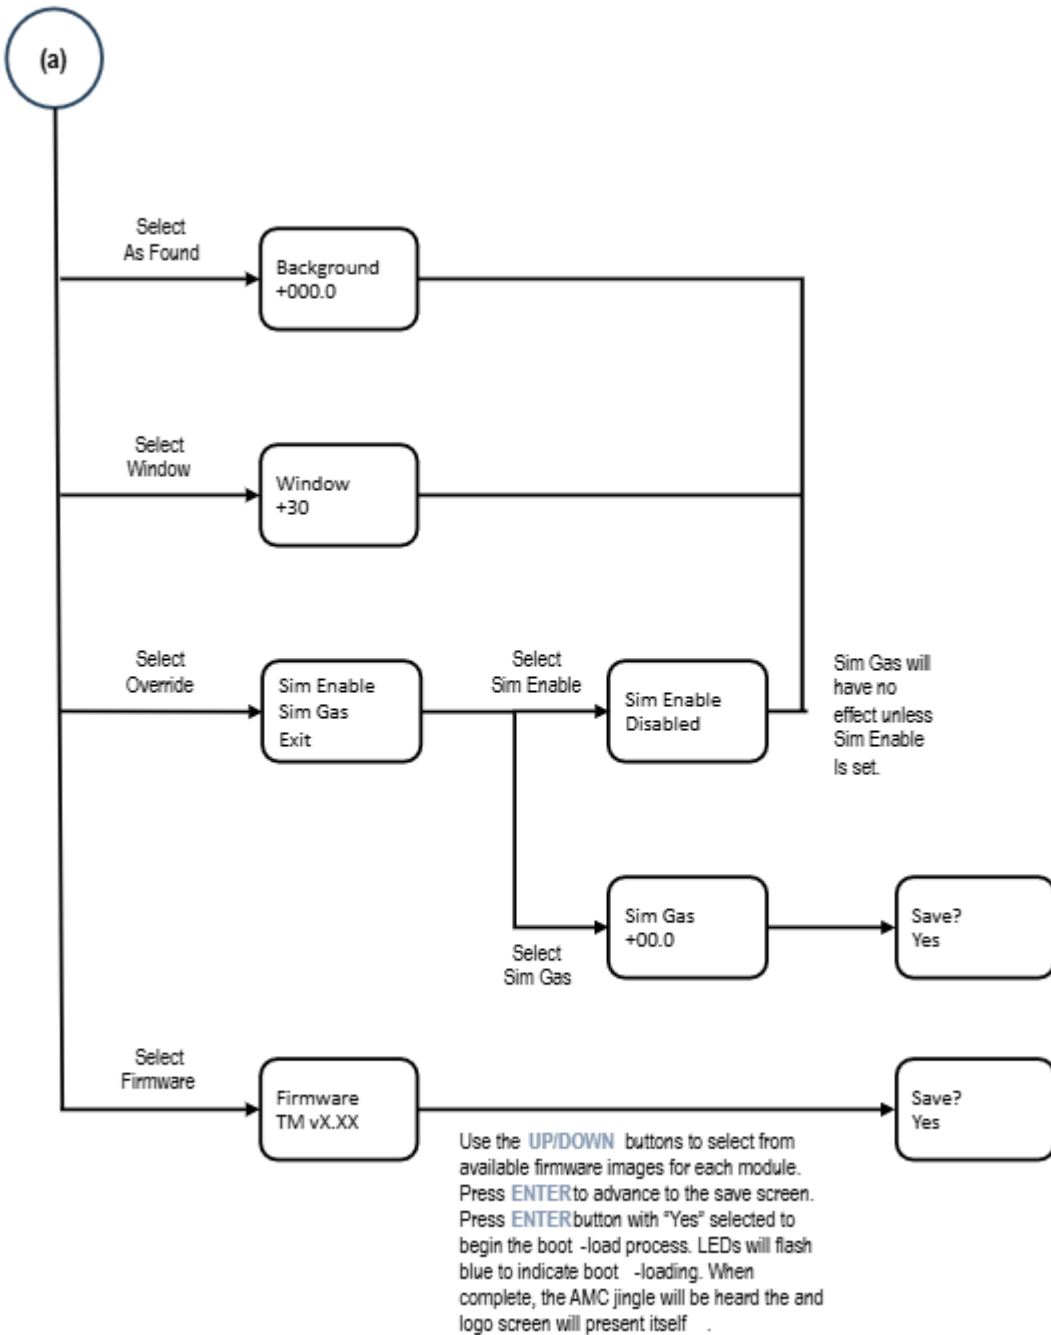 (a)
Select
As Found
Background
+000.0
Select
Window
Window
+30
Select
Override
Sim Enable
Sim Gas
Exit
Select
Sim Enable
Sim Enable
Disabled
Sim Gas will
have no
effect unless
Sim Enable
Is set.
Select
Sim Gas
Sim Gas
+00.0
Save?
Yes
Select
Firmware
Firmware
TM vX.XX
Save?
Yes
Use the UP/DOWN buttons to select from
available firmware images for each module.
Press ENTER to advance to the save screen.
Press ENTER button with “Yes” selected to
begin the boot -load process. LEDs will flash
blue to indicate boot -loading. When
complete, the AMC jingle will be heard the and
logo screen will present itself .